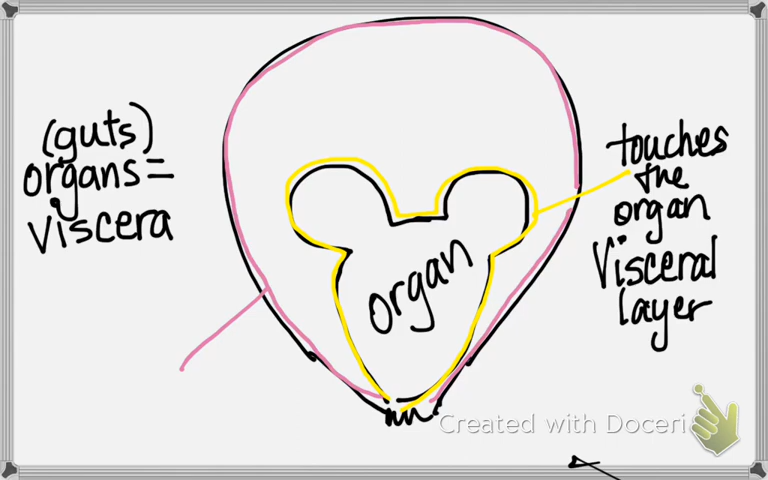 (guts)
organs =
viscera
organ
touches
the
organ
Visceral
layer
Created with Doceri